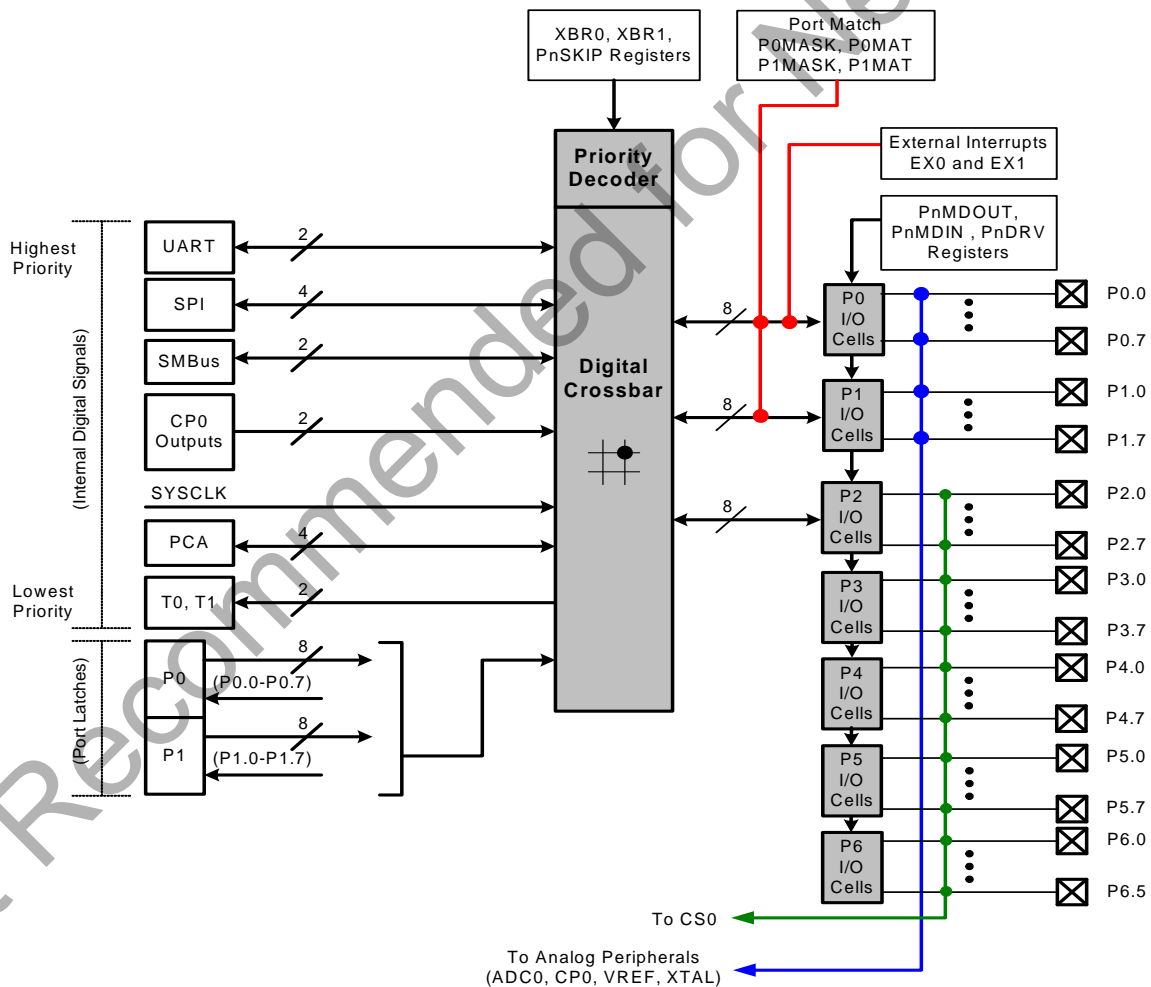 XBR0, XBR1,
PnSKIP Registers
Port Match
P0MASK, P0MAT
P1MASK, P1MAT
External Interrupts
EX0 and EX1
Priority
Decoder
PnMDOUT,
PnMDIN , PnDRV
Registers
Highest
Priority
(Internal Digital Signals)
Lowest
Priority
UART
2
SPI
4
SMBus
2
CP0
Outputs
2
SYSCLK
PCA
4
T0, T1
2
(Port Latches)
P0
8
(P0.0-P0.7)
P1
8
(P1.0-P1.7)
Digital
Crossbar
8
8
8
P0
I/O
Cells
P0.0
P0.7
P1
I/O
Cells
P1.0
P1.7
P2
I/O
Cells
P2.0
P2.7
P3
I/O
Cells
P3.0
P3.7
P4
I/O
Cells
P4.0
P4.7
P5
I/O
Cells
P5.0
P5.7
P6
I/O
Cells
P6.0
P6.5
To CS0
To Analog Peripherals
(ADC0, CP0, VREF, XTAL)
Recommended for